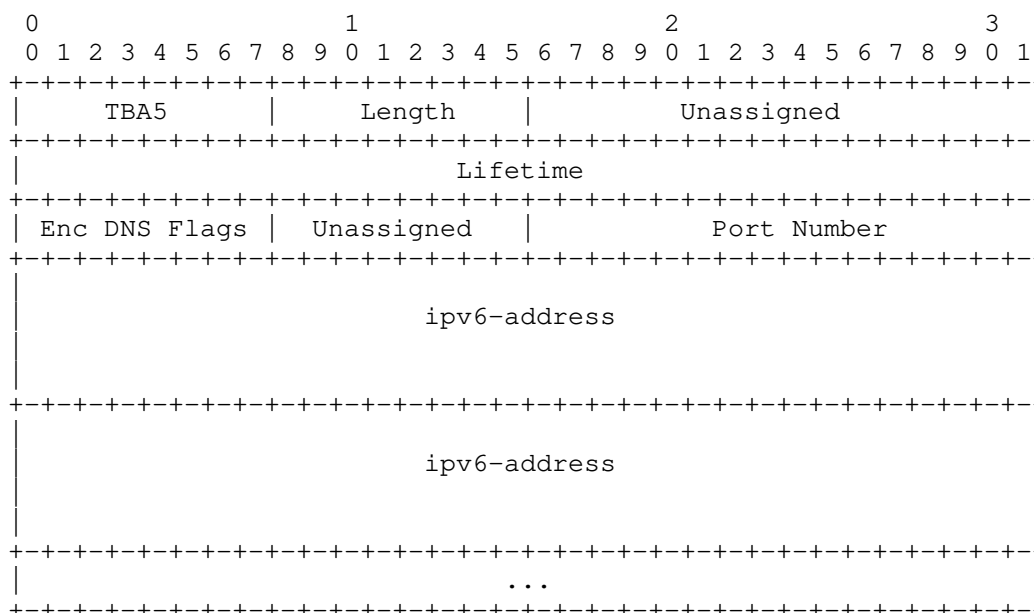 0                   1                   2                   3
 0 1 2 3 4 5 6 7 8 9 0 1 2 3 4 5 6 7 8 9 0 1 2 3 4 5 6 7 8 9 0 1
+-+-+-+-+-+-+-+-+-+-+-+-+-+-+-+-+-+-+-+-+-+-+-+-+-+-+-+-+-+-+-+-
|     TBA5      |     Length    |         Unassigned
+-+-+-+-+-+-+-+-+-+-+-+-+-+-+-+-+-+-+-+-+-+-+-+-+-+-+-+-+-+-+-+-
|                           Lifetime
+-+-+-+-+-+-+-+-+-+-+-+-+-+-+-+-+-+-+-+-+-+-+-+-+-+-+-+-+-+-+-+-
| Enc DNS Flags |  Unassigned   |           Port Number
+-+-+-+-+-+-+-+-+-+-+-+-+-+-+-+-+-+-+-+-+-+-+-+-+-+-+-+-+-+-+-+-
|
|                         ipv6-address
|
|
+-+-+-+-+-+-+-+-+-+-+-+-+-+-+-+-+-+-+-+-+-+-+-+-+-+-+-+-+-+-+-+-
|
|                         ipv6-address
|
|
+-+-+-+-+-+-+-+-+-+-+-+-+-+-+-+-+-+-+-+-+-+-+-+-+-+-+-+-+-+-+-+-
|                              ...
+-+-+-+-+-+-+-+-+-+-+-+-+-+-+-+-+-+-+-+-+-+-+-+-+-+-+-+-+-+-+-+-